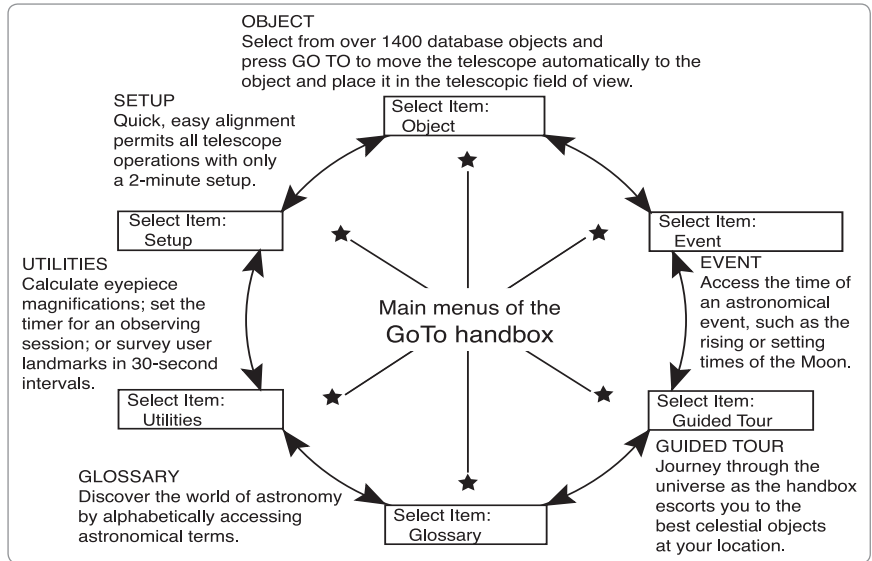 OBJECT
Select from over 1400 database objects and
press GO TO to move the telescope automatically to the
object and place it in the telescopic field of view.
Select Item:
Object
SETUP
Quick, easy alignment
permits all telescope
operations with only
a 2-minute setup.
Select Item:
Setup
Select Item:
Event
EVENT
Access the time of
an astronomical
event, such as the
rising or setting
times of the Moon.
UTILITIES
Calculate eyepiece
magnifications; set the
timer for an observing
session; or survey user
landmarks in 30-second
intervals.
Main menus of the
GoTo handbox
Select Item:
Utilities
Select Item:
Guided Tour
GUIDED TOUR
Journey through the
universe as the handbox
escorts you to the
best celestial objects
at your location.
GLOSSARY
Discover the world of astronomy
by alphabetically accessing
astronomical terms.
Select Item:
Glossary